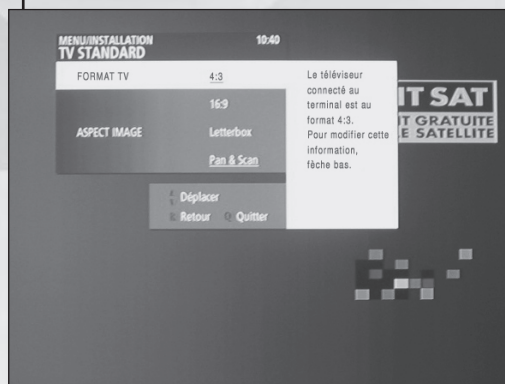 MENU/INSTALLATION 10:40
TV STANDARD
FORMAT TV 4:3
16:9
ASPECT IMAGE Letterbox
Pan & Scan
Le téléviseur
connecté au
terminal est au
format 4:3.
Pour modifier cette
information,
fèche bas.
Déplacer
Retour Quitter
IT SAT
GRATUITE
SATELLITE